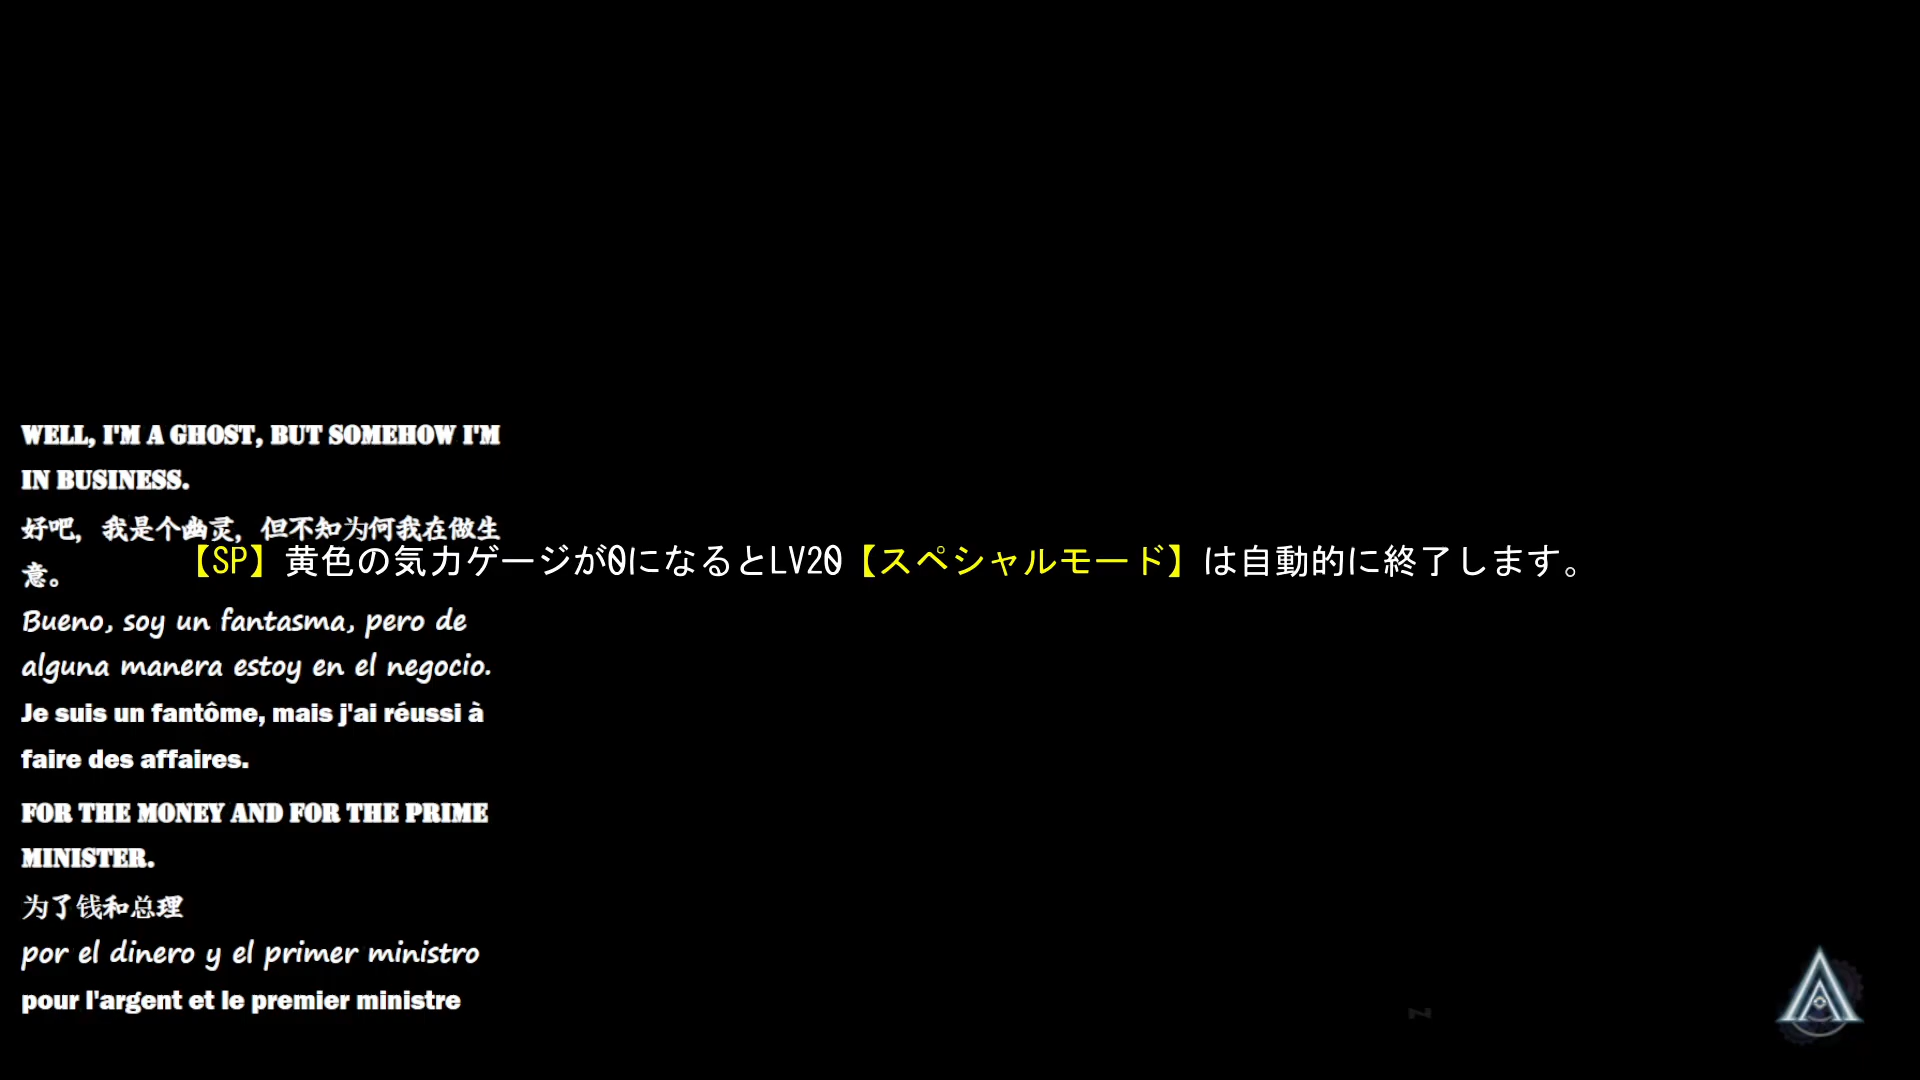 WELL, I'M A GHOST, BUT SOMEHOW I'M
IN BUSINESS.
好吧，我是个幽灵，但不知为何我在做生
意。
【SP】黄色の気力ゲージが0になるとLV20【スペシャルモード】は自動的に終了します。
Bueno, soy un fantasma, pero de
alguna manera estoy en el negocio.
Je suis un fantôme, mais j'ai réussi à
faire des affaires.
FOR THE MONEY AND FOR THE PRIME
MINISTER.
为了钱和总理
por el dinero y el primer ministro
pour l'argent et le premier ministre